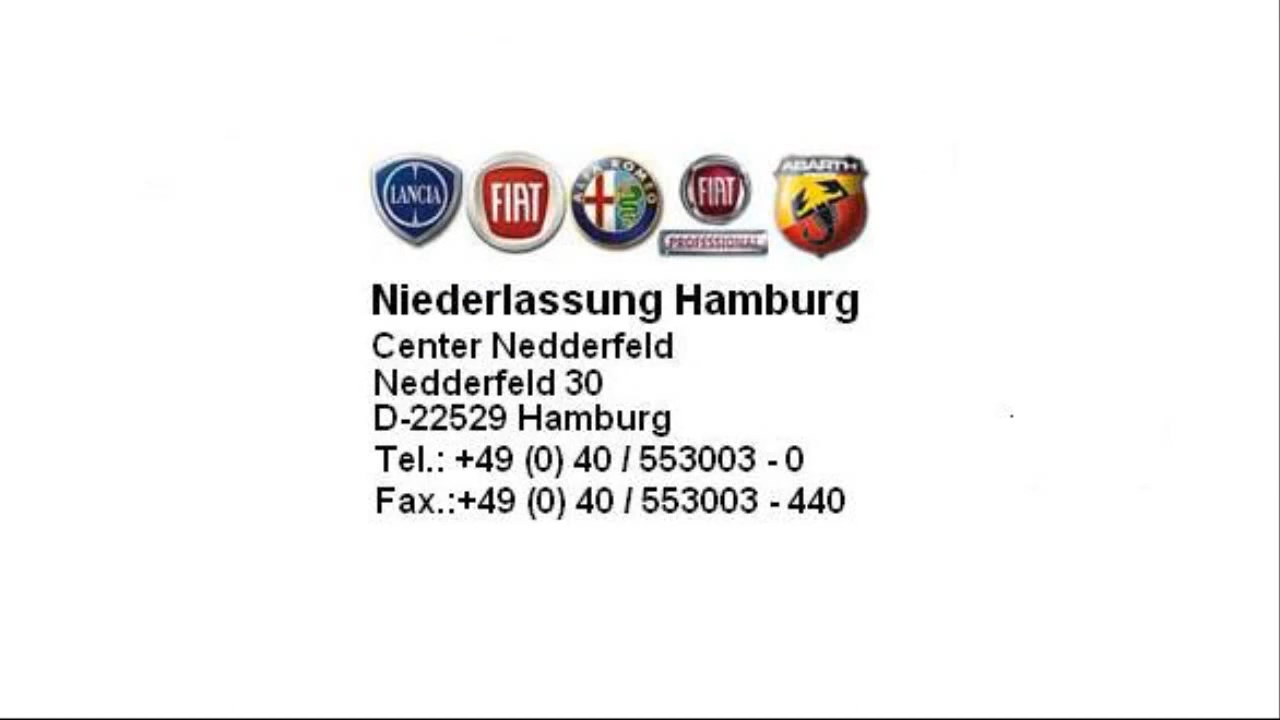 LANCIA FIAT ALFA ROMEO FIAT ABARTH
PROFESSIONAL
Niederlassung Hamburg
Center Nedderfeld
Nedderfeld 30
D-22529 Hamburg
Tel.: +49 (0) 40 / 553003 - 0
Fax.:+49 (0) 40 / 553003 - 440